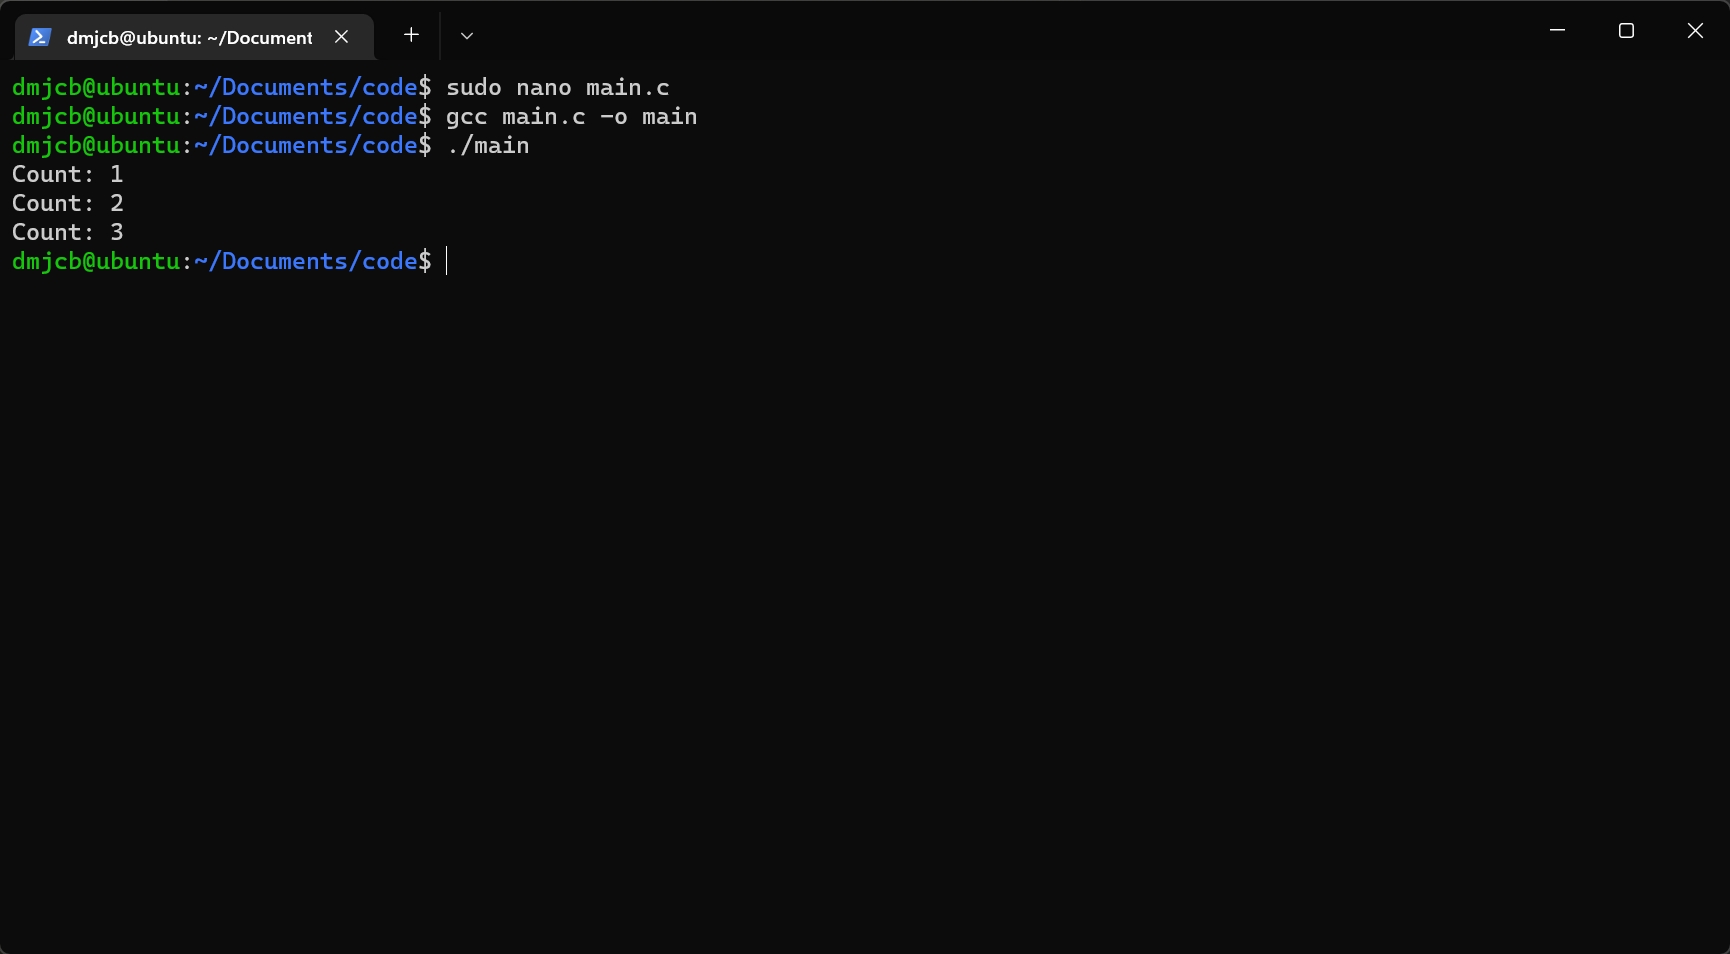 dmjcb@ubuntu: ~/Document
dmjcb@ubuntu:~/Documents/code$ sudo nano main.c
dmjcb@ubuntu:~/Documents/code$ gcc main.c -o main
dmjcb@ubuntu:~/Documents/code$ ./main
Count: 1
Count: 2
Count: 3
dmjcb@ubuntu:~/Documents/code$